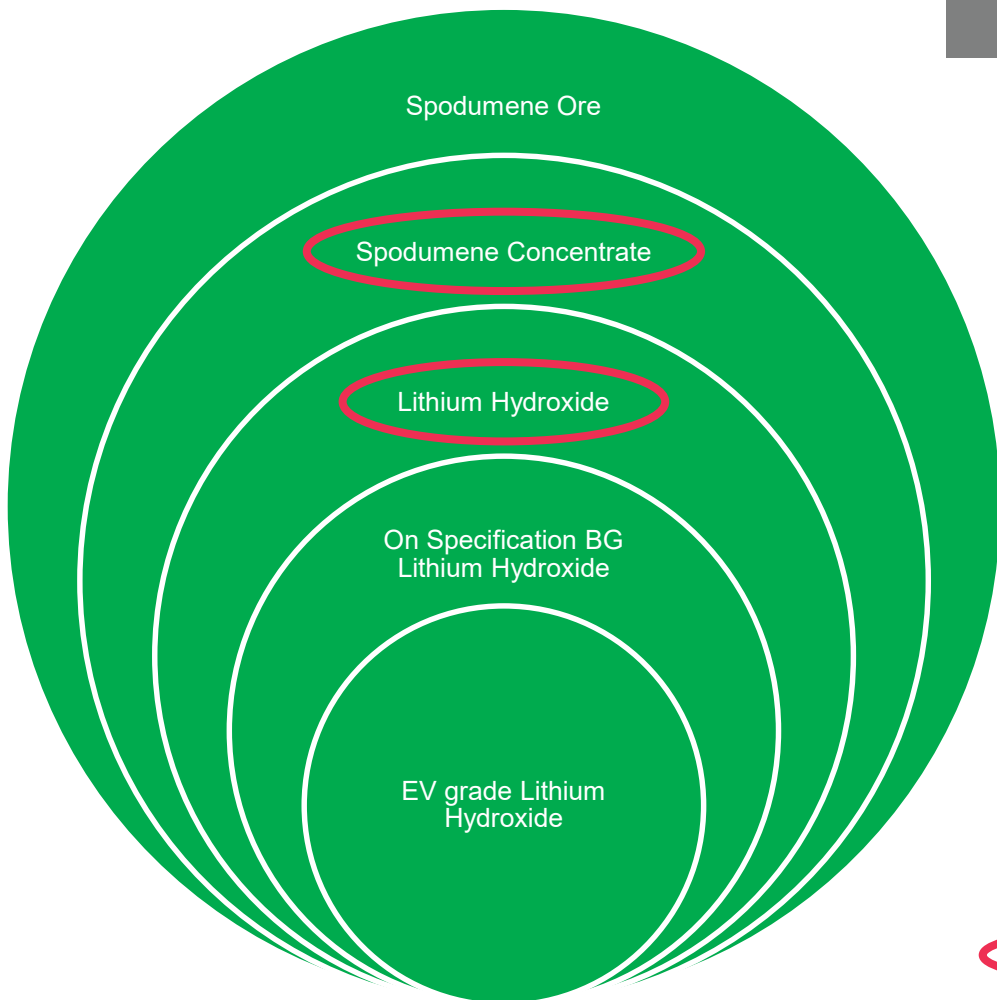 Spodumene Ore
Spodumene Concentrate
Lithium Hydroxide
On Specification BG
Lithium Hydroxide
EV grade Lithium
Hydroxide